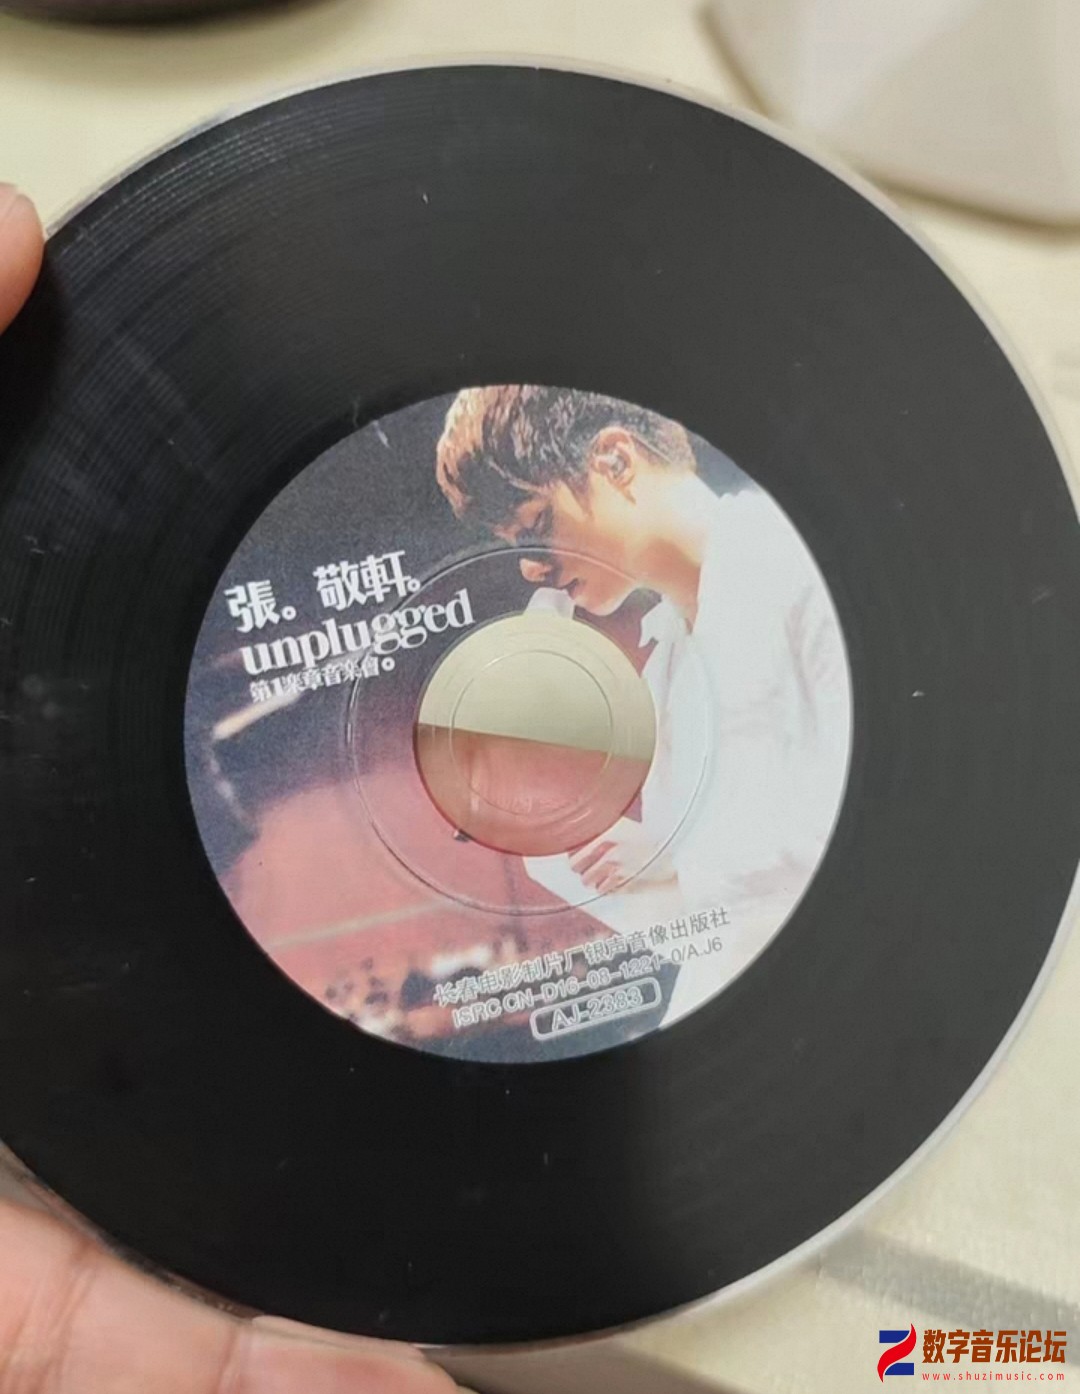 張。敬軒。
unplugged
第1樂章音樂會。
长春电影制片厂银声音像出版社
ISRC CN-D16-03-1221-0/A.J6
AJ-2383
数字音乐论坛
www.shuzimusic.com